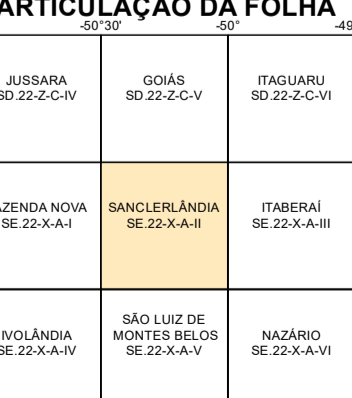 ARTICULAÇÃO DA FOLHA
-50°30' -50° -49
JUSSARA
SD.22-Z-C-IV
GOIÁS
SD.22-Z-C-V
ITAGUARU
SD.22-Z-C-VI
AZENDA NOVA
SE.22-X-A-I
SANCLERLÂNDIA
SE.22-X-A-II
ITABERAÍ
SE.22-X-A-III
IVOLÂNDIA
SE.22-X-A-IV
SÃO LUIZ DE
MONTES BELOS
SE.22-X-A-V
NAZÁRIO
SE.22-X-A-VI